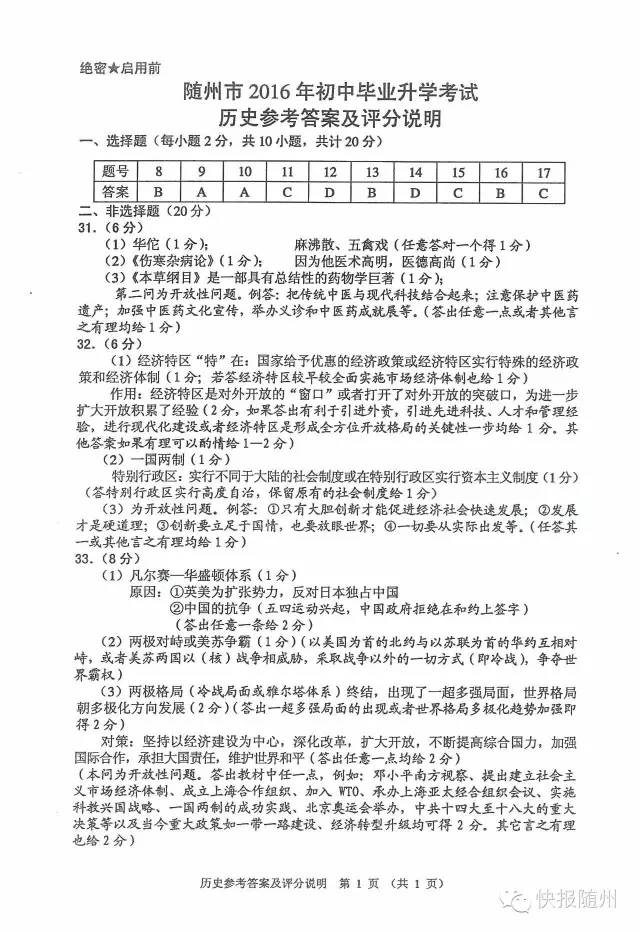 绝密★启用前
随州市 2016 年初中毕业升学考试
历史参考答案及评分说明
一、选择题（每小题2分，共10小题，共计20分）
题号 8 9 10 11 12 13 14 15 16 17
答案 B A A C D B D C B C
二、非选择题（20分）
31.（6分）
（1）华佗（1分）； 麻沸散、五禽戏（任意答对一个得1分）
（2）《伤寒杂病论》（1分）； 因为他医术高明，医德高尚（1分）
（3）《本草纲目》是一部具有总结性的药物学巨著（1分）；
第二问为开放性问题。例答：把传统中医与现代科技结合起来；注意保护中医药
遗产；加强中医药文化宣传，举办义诊和中医药成就展等。（答出任意一点或者其他言
之有理均给1分）
32.（6分）
（1）经济特区“特”在：国家给予优惠的经济政策或经济特区实行特殊的经济政
策和经济体制（1分；若答经济特区较早较全面实施市场经济体制也给1分）
作用：经济特区是对外开放的“窗口”或者打开了对外开放的突破口，为进一步
扩大开放积累了经验（2分，如果答出有利于引进外资，引进先进科技、人才和管理经
验，进行现代化建设或者经济特区是形成全方位开放格局的关键性一步均给1分。其
他答案如果有理可以酌情给1—2分）
（2）一国两制（1分）
特别行政区：实行不同于大陆的社会制度或在特别行政区实行资本主义制度（1分）
（答特别行政区实行高度自治，保留原有的社会制度给1分）
（3）为开放性问题。例答：①只有大胆创新才能促进经济社会快速发展；②发展
才是硬道理；③创新要立足于国情，也要放眼世界；④一切要从实际出发等。（任答其
一或其他言之有理均给1分）
33.（8分）
（1）凡尔赛—华盛顿体系（1分）
原因：①英美为扩张势力，反对日本独占中国
②中国的抗争（五四运动兴起，中国政府拒绝在和约上签字）
（答出任意一条给2分）
（2）两极对峙或美苏争霸（1分）（以美国为首的北约与以苏联为首的华约互相对
峙，或者美苏两国以（核）战争相威胁，采取战争以外的一切方式（即冷战），争夺世
界霸权）
（3）两极格局（冷战局面或雅尔塔体系）终结，出现了一超多强局面，世界格局
朝多极化方向发展（2分）（答出一超多强局面的出现或者世界格局多极化趋势加强即
得2分）
对策：坚持以经济建设为中心，深化改革，扩大开放，不断提高综合国力，加强
国际合作，承担大国责任，维护世界和平（答出任意一点均给2分）
（本问为开放性问题。答出教材中任一点，例如：邓小平南方视察、提出建立社会主
义市场经济体制、成立上海合作组织、加入 WTO、承办上海亚太经合组织会议、实施
科教兴国战略、一国两制的成功实践、北京奥运会举办，中共十四大至十八大的重大
决策等以及当今重大政策如一带一路建设、经济转型升级均可得2分。其它言之有理
也给2分）
历史参考答案及评分说明 第 1 页 （共 1 页）
快报随州